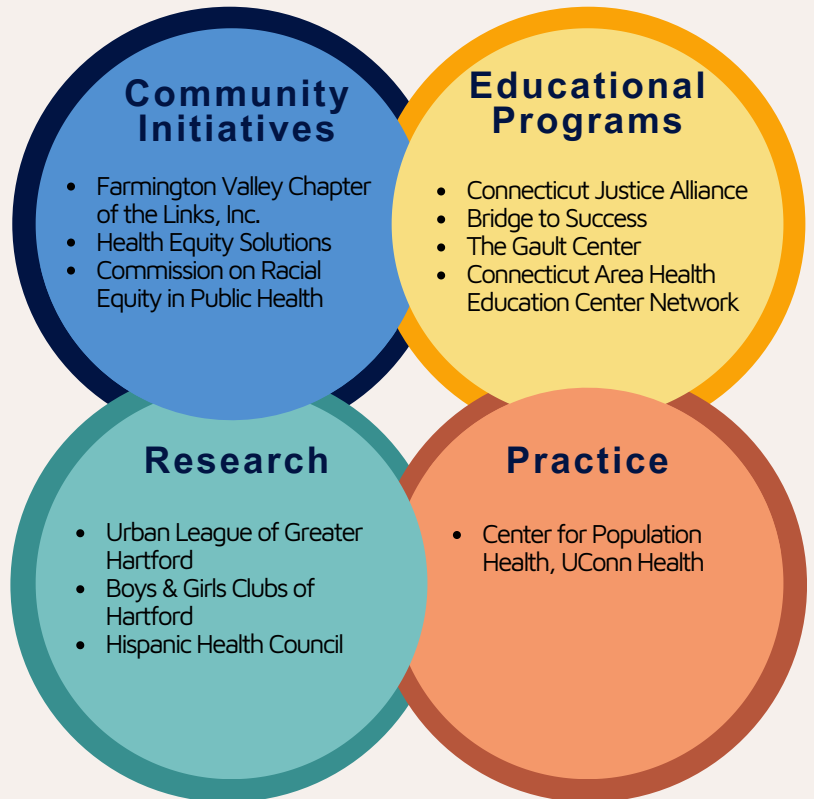 Community
Initiatives
• Farmington Valley Chapter
of the Links, Inc.
• Health Equity Solutions
• Commission on Racial
Equity in Public Health
Educational
Programs
• Connecticut Justice Alliance
• Bridge to Success
• The Gault Center
• Connecticut Area Health
Education Center Network
Research
• Urban League of Greater
Hartford
• Boys & Girls Clubs of
Hartford
• Hispanic Health Council
Practice
• Center for Population
Health, UConn Health